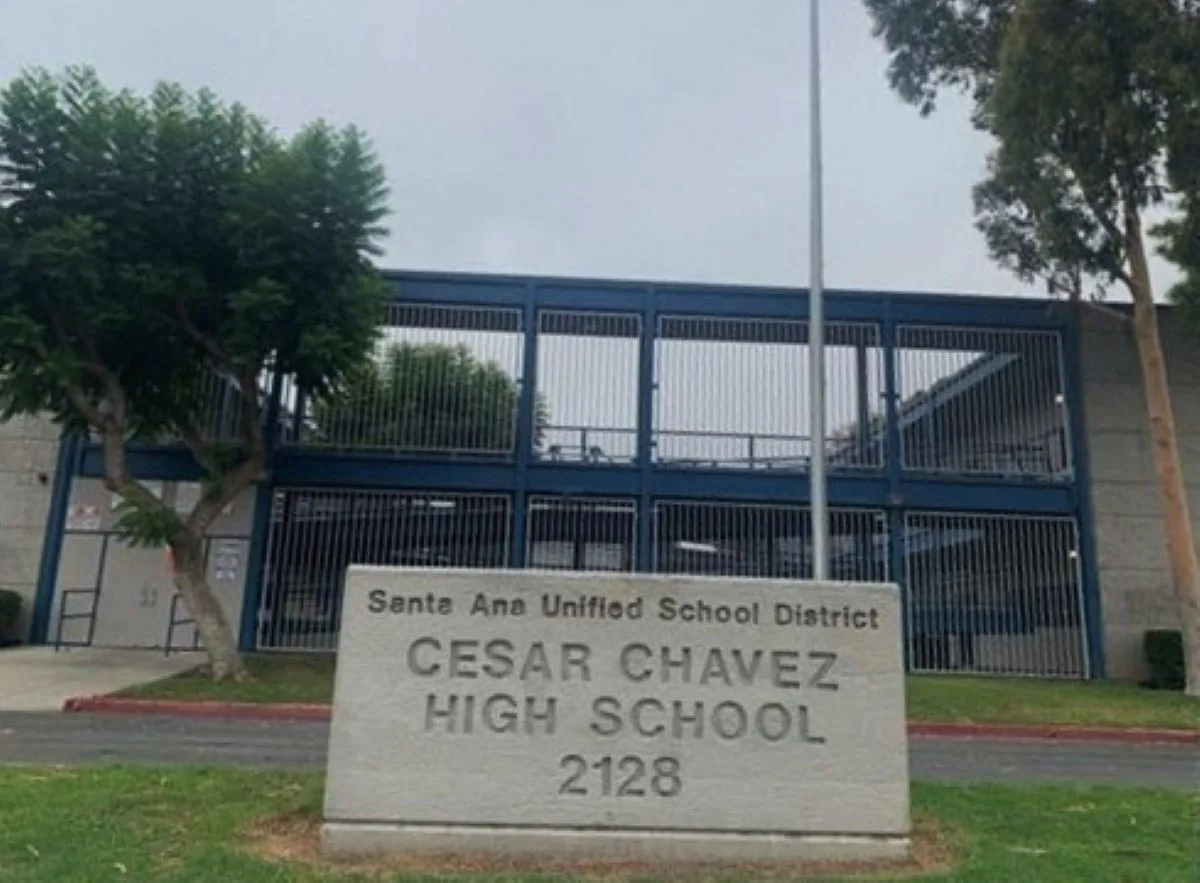 Santa Ana Unified School District
CESAR CHAVEZ
HIGH SCHOOL
2128